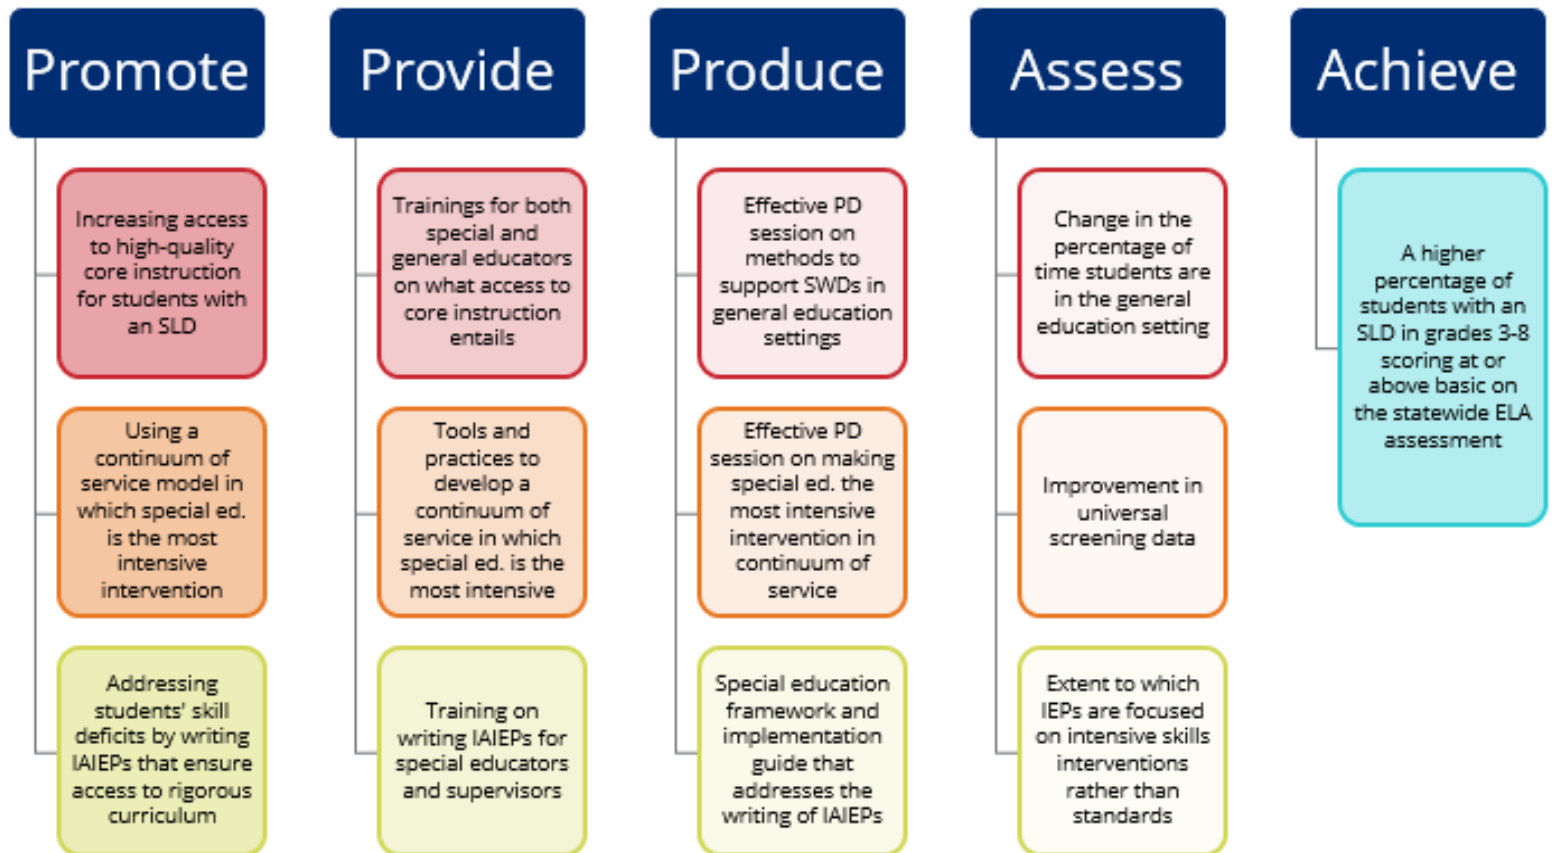 Promote
Increasing access
to high-quality
core instruction
for students with
an SLD
Using a
continuum of
service model in
which special ed.
is the most
intensive
intervention
Addressing
students' skill
deficits by writing
IAIEPs that ensure
access to rigorous
curriculum
Provide
Trainings for both
special and
general educators
on what access to
core instruction
entails
Tools and
practices to
develop a
continuum of
service in which
special ed. is the
most intensive
Training on
writing IAIEPs for
special educators
and supervisors
Produce
Effective PD
session on
methods to
support SWDs in
general education
settings
Effective PD
session on making
special ed. the
most intensive
intervention in
continuum of
service
Special education
framework and
implementation
guide that
addresses the
writing of IAIEPs
Assess
Change in the
percentage of
time students are
in the general
education setting
Improvement in
universal
screening data
Extent to which
IEPs are focused
on intensive skills
interventions
rather than
standards
Achieve
A higher
percentage of
students with an
SLD in grades 3-8
scoring at or
above basic on
the statewide ELA
assessment